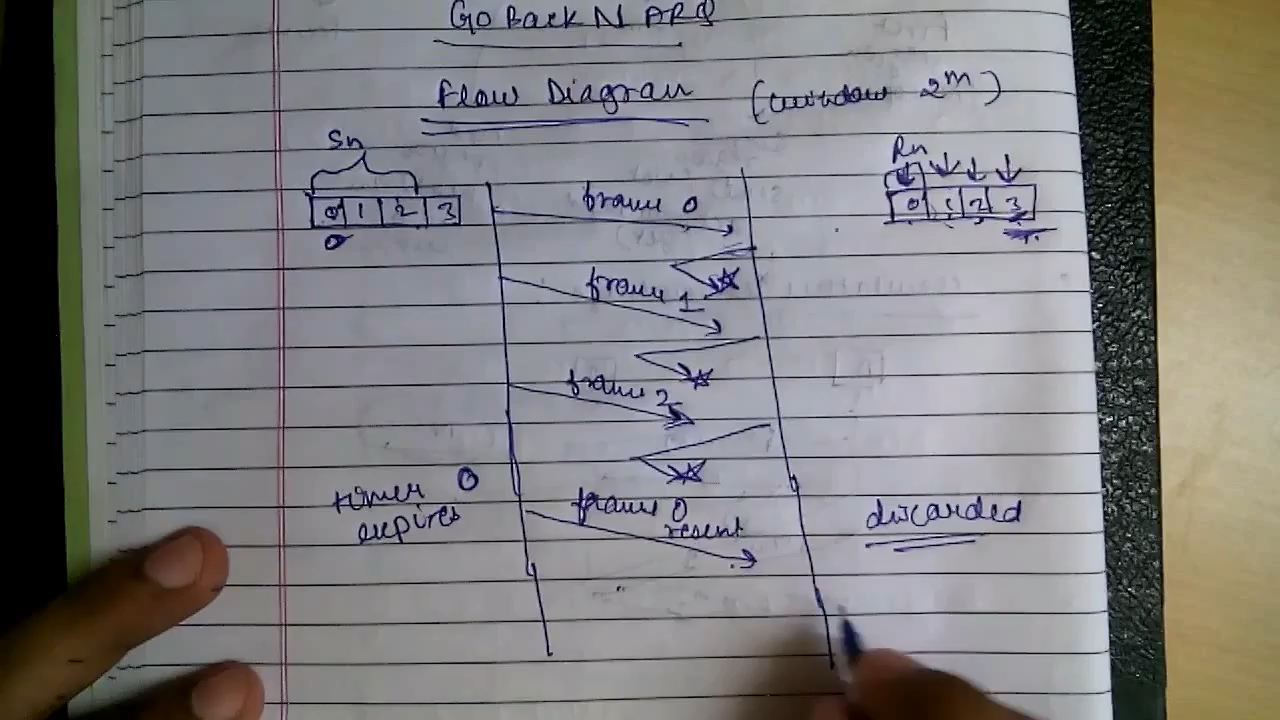 Go Back N ARQ
Flow Diagram (window 2^m)
Sn
Rn
0 1 2 3
0 1 2 3
0
frame 0
frame 1
frame 2
timer 0
expires
frame 0
resent
discarded